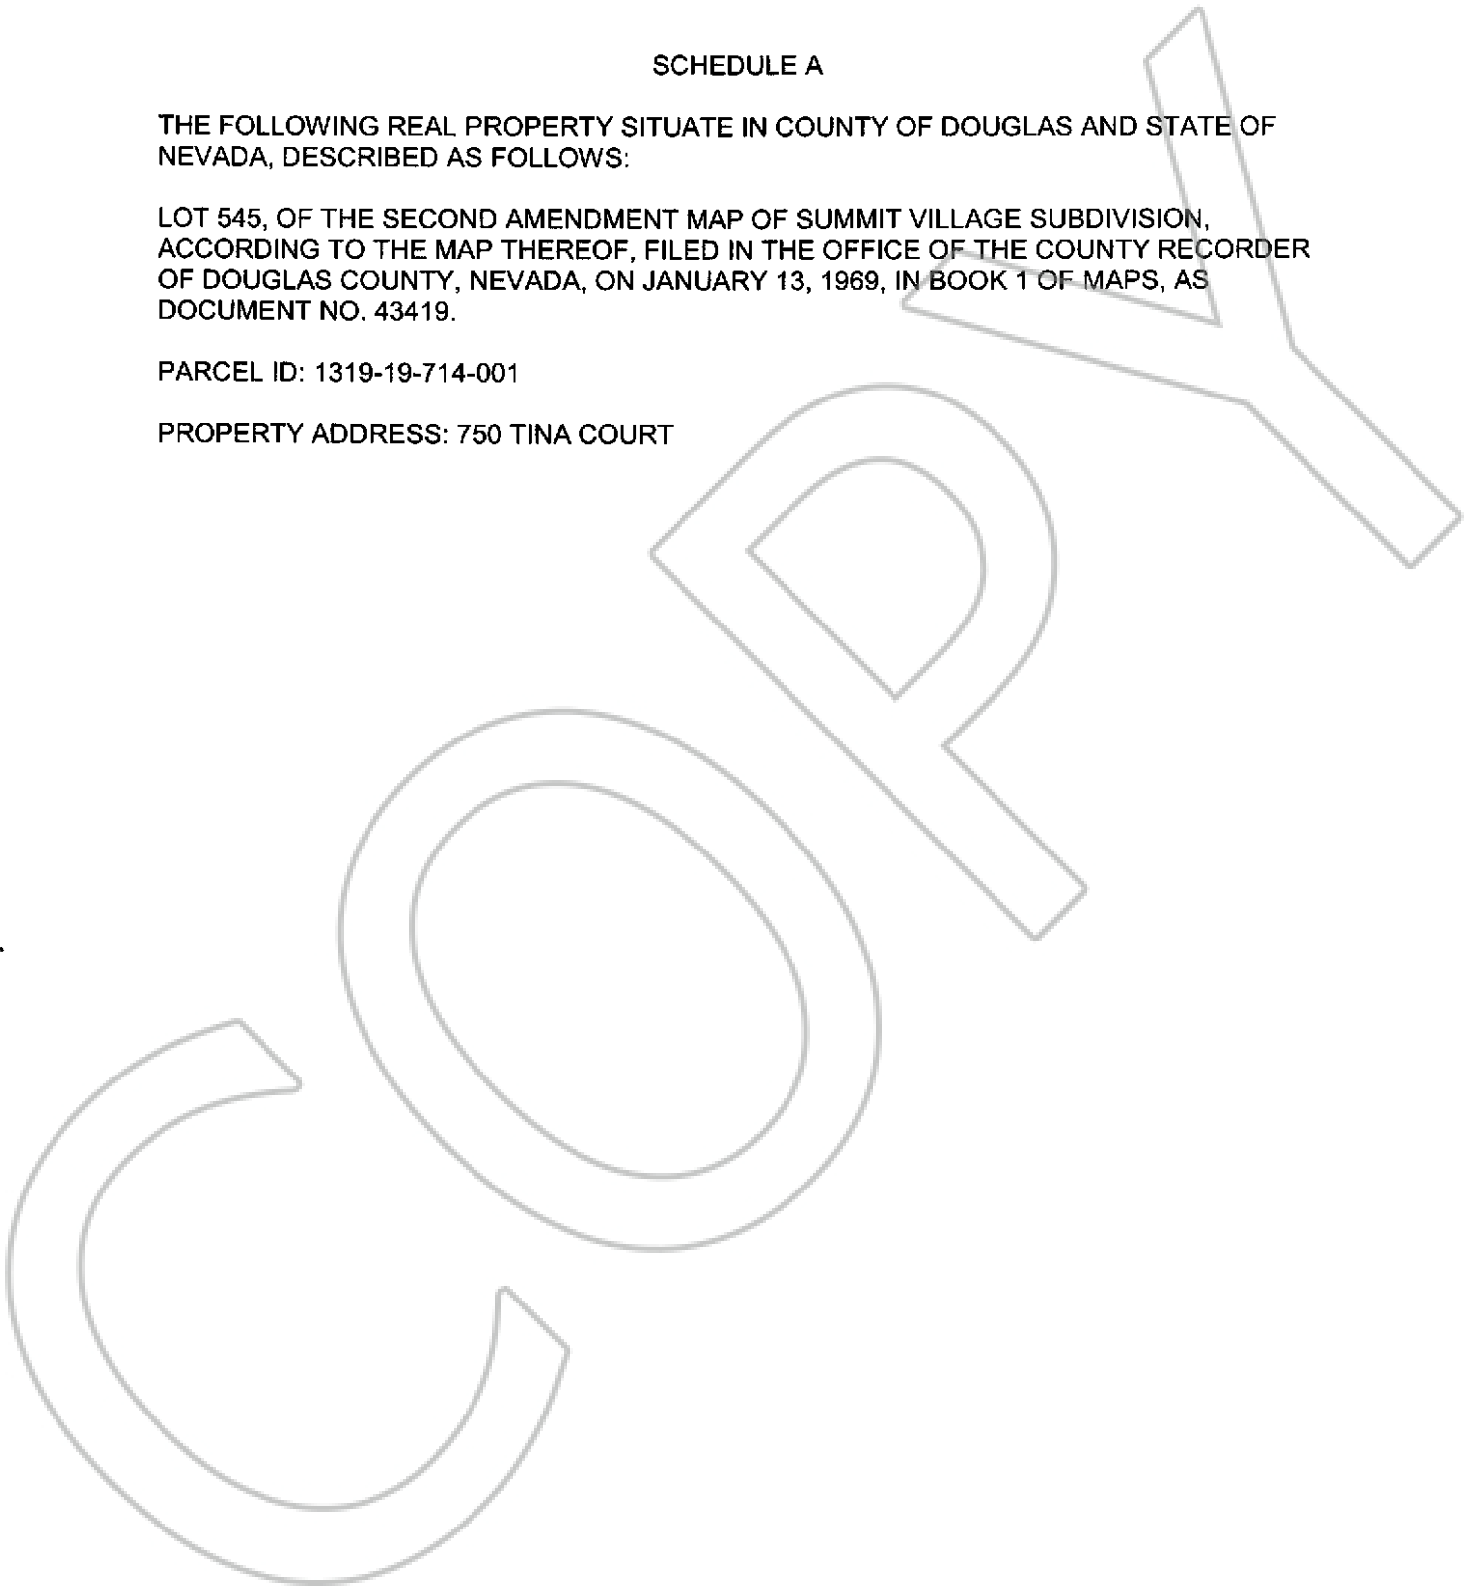 SCHEDULE A
THE FOLLOWING REAL PROPERTY SITUATE IN COUNTY OF DOUGLAS AND STATE OF
NEVADA, DESCRIBED AS FOLLOWS:
LOT 545, OF THE SECOND AMENDMENT MAP OF SUMMIT VILLAGE SUBDIVISION,
ACCORDING TO THE MAP THEREOF, FILED IN THE OFFICE OF THE COUNTY RECORDER
OF DOUGLAS COUNTY, NEVADA, ON JANUARY 13, 1969, IN BOOK 1 OF MAPS, AS
DOCUMENT NO. 43419.
PARCEL ID: 1319-19-714-001
PROPERTY ADDRESS: 750 TINA COURT
COPY